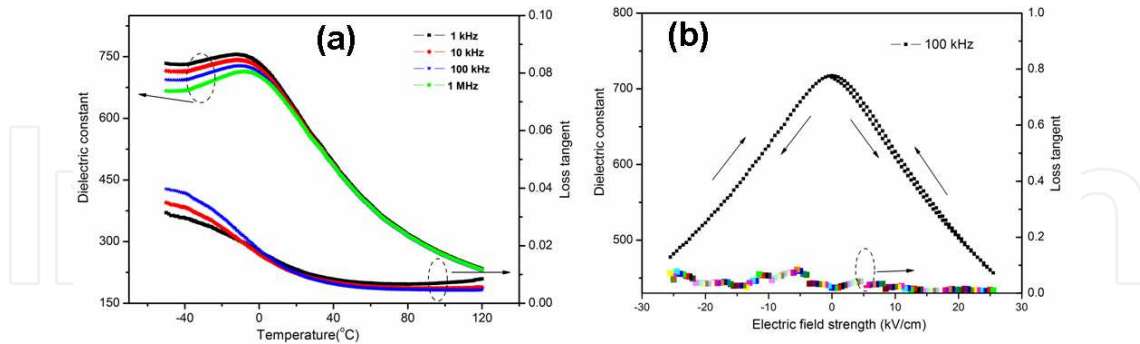 (a)
1 kHz
10 kHz
100 kHz
1 MHz
Dielectric constant
750
600
450
300
150
-40
0
40
80
120
Temperature(°C)
0.10
0.08
0.06
0.04
0.02
0.00
Loss tangent
(b)
100 kHz
Dielectric constant
800
700
600
500
-30
-20
-10
0
10
20
30
Electric field strength (kV/cm)
1.0
0.8
0.6
0.4
0.2
0.0
Loss tangent